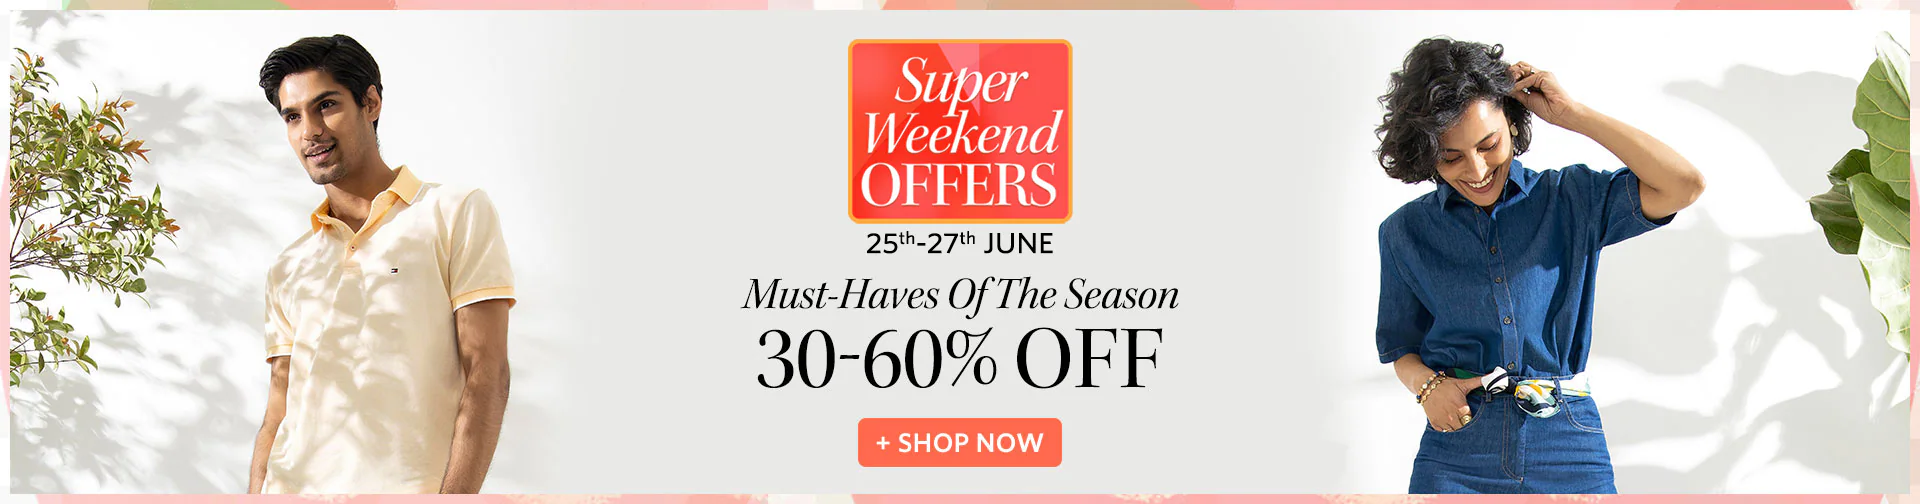 Super
Weekend
OFFERS
25th-27th JUNE
Must-Haves Of The Season
30-60% OFF
+ SHOP NOW